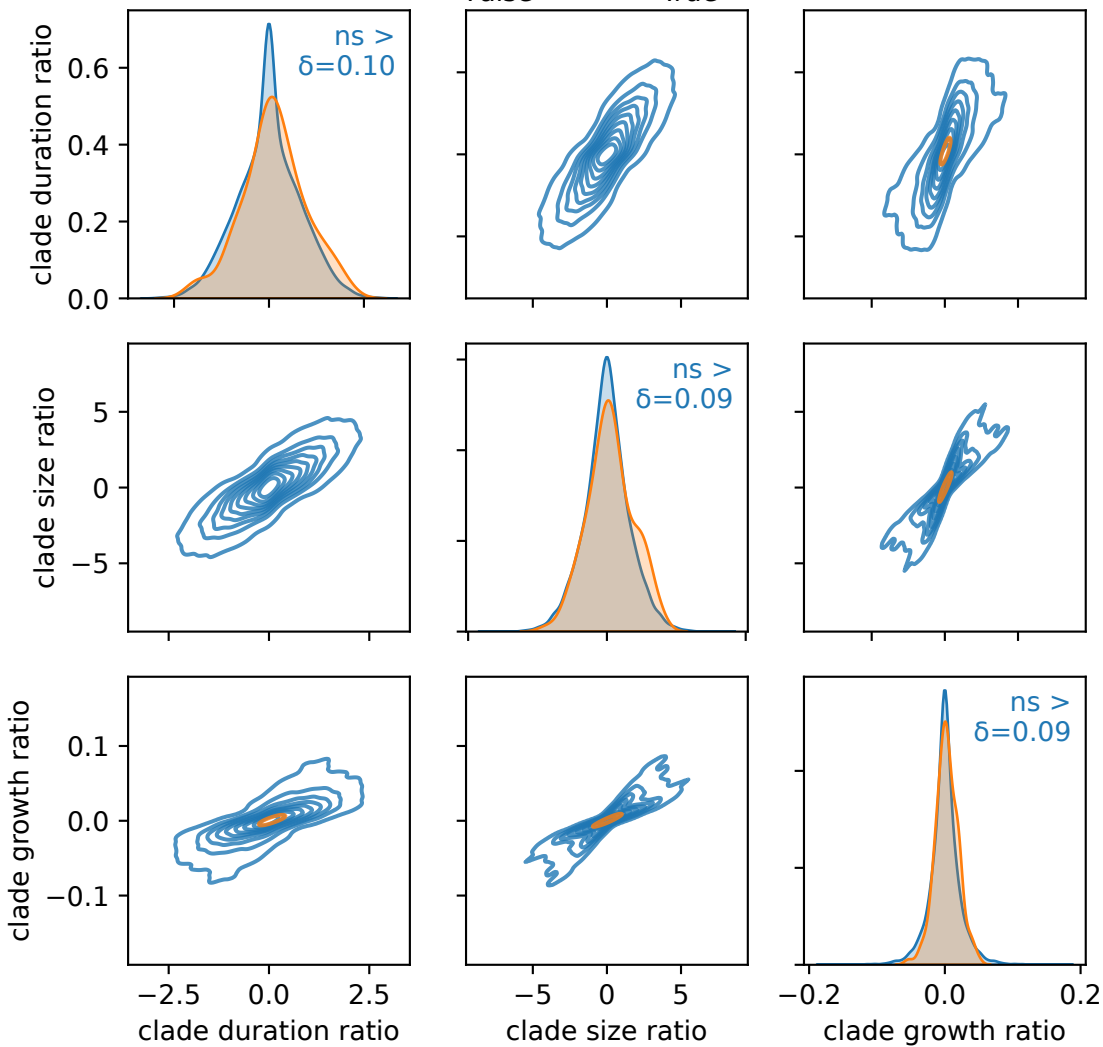 ns >
δ=0.10
clade duration ratio
0.6
0.4
0.2
0.0
ns >
δ=0.09
clade size ratio
5
0
−5
ns >
δ=0.09
clade growth ratio
0.1
0.0
−0.1
−2.5 0.0 2.5 −5 0 5 −0.2 0.0 0.2
clade duration ratio clade size ratio clade growth ratio